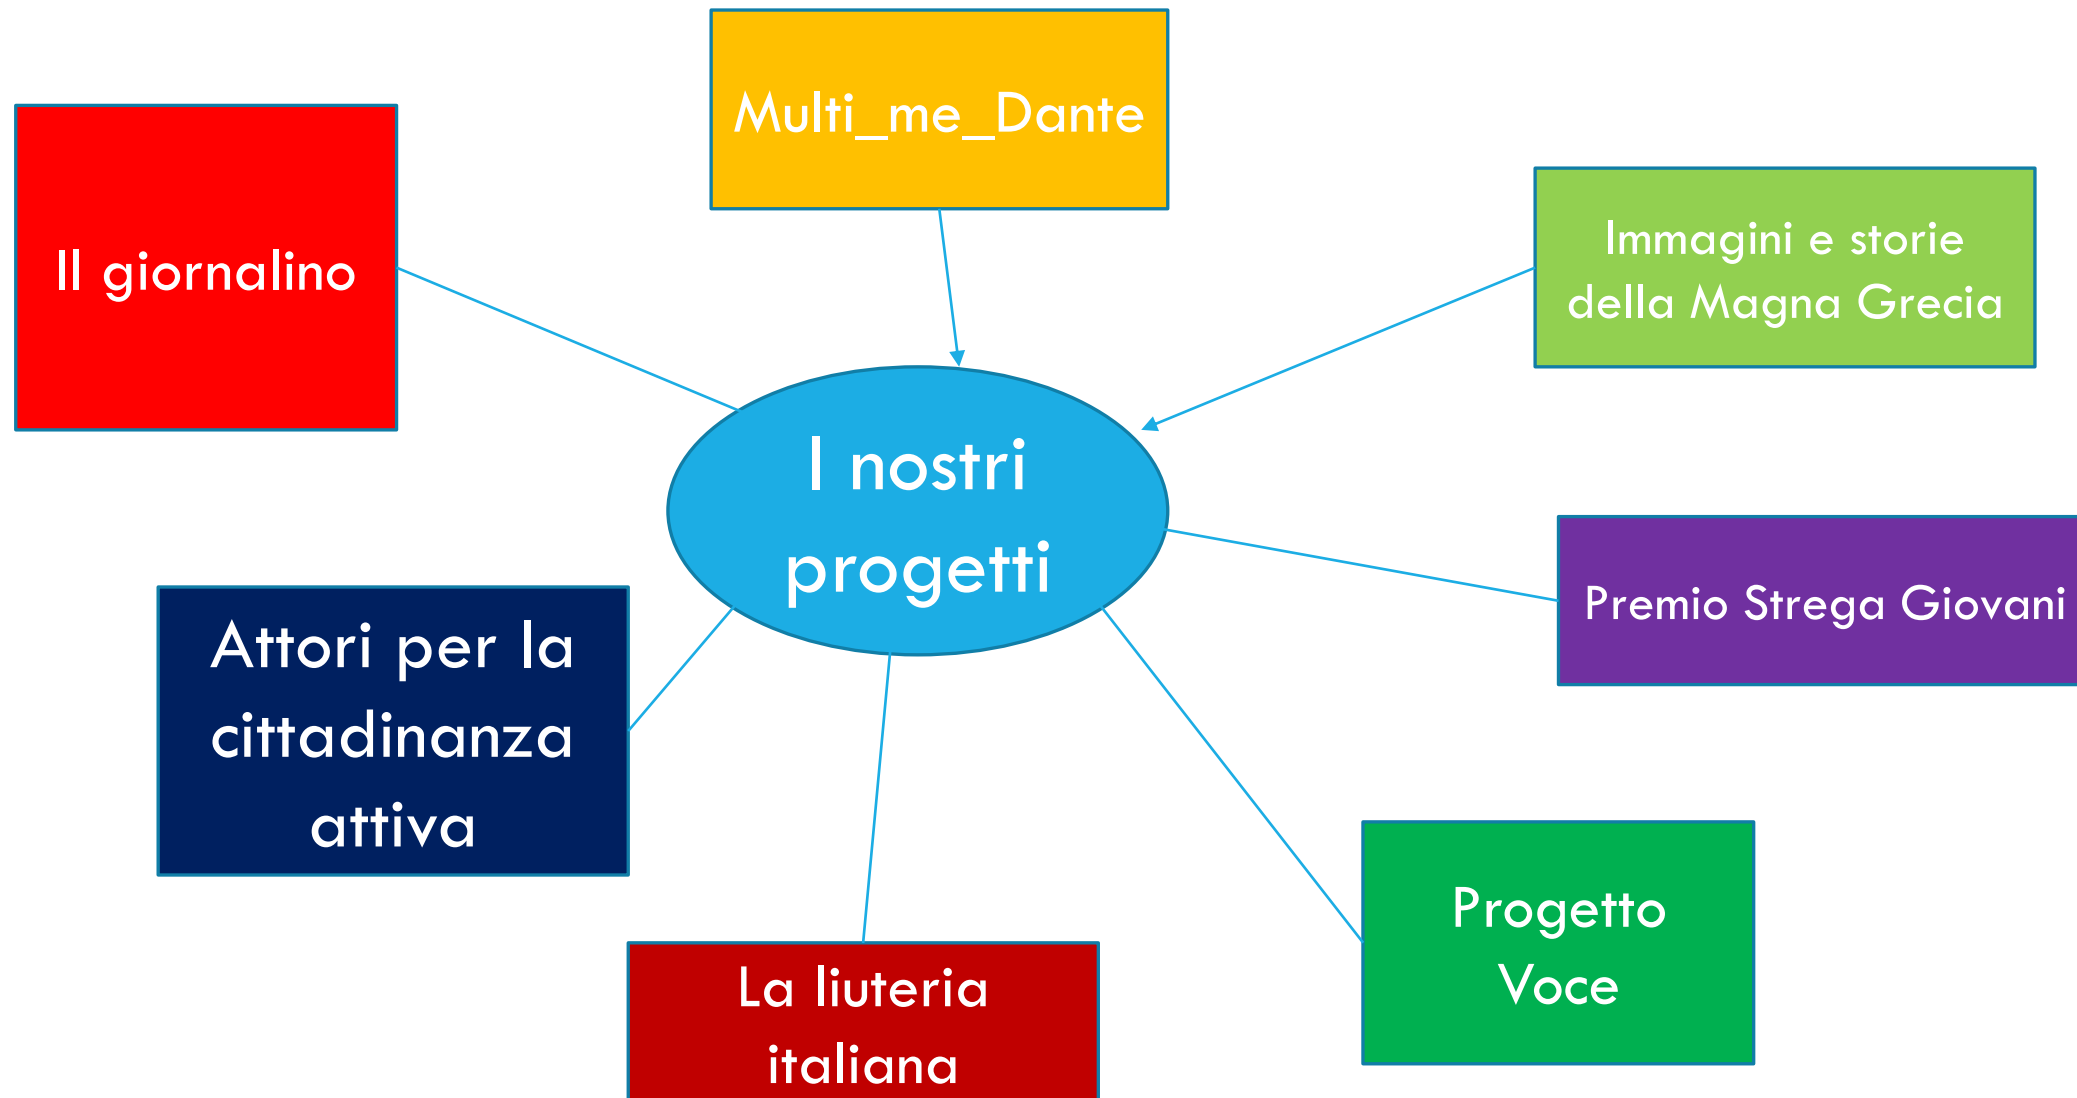 Multi_me_Dante
Il giornalino
Immagini e storie
della Magna Grecia
I nostri
progetti
Premio Strega Giovani
Attori per la
cittadinanza
attiva
Progetto
Voce
La liuteria
italiana